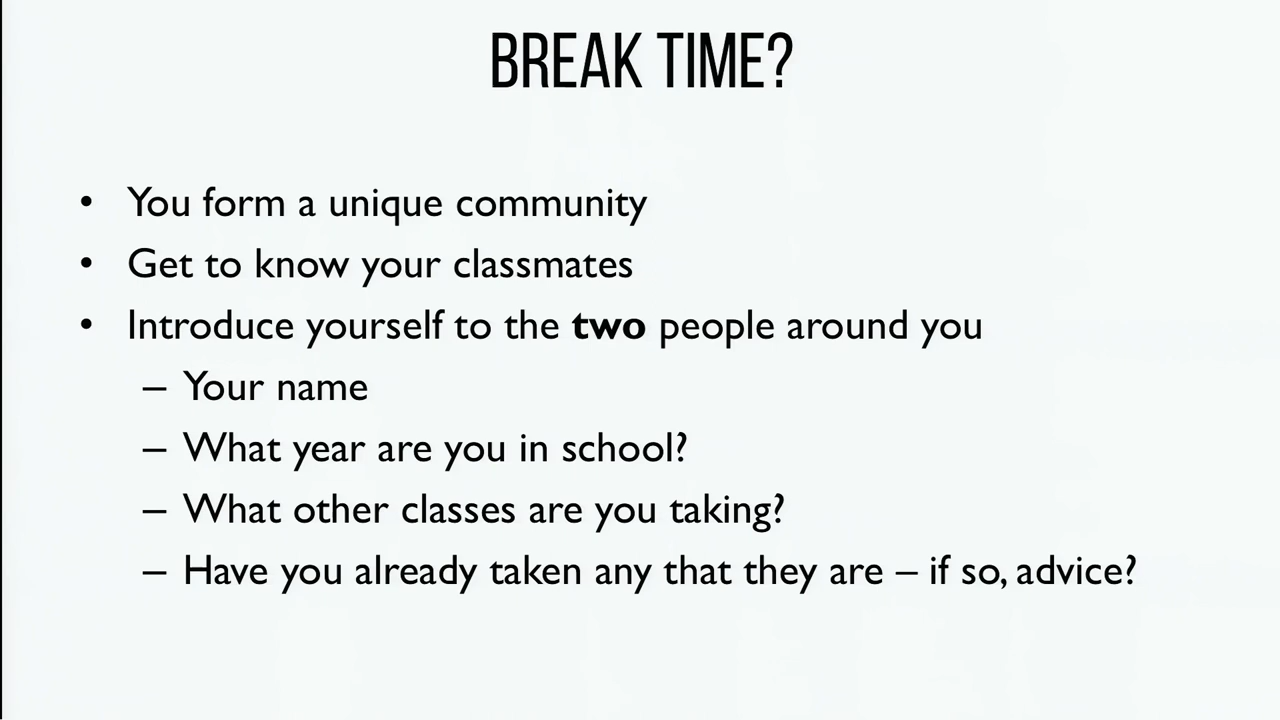 BREAK TIME?
• You form a unique community
• Get to know your classmates
• Introduce yourself to the two people around you
– Your name
– What year are you in school?
– What other classes are you taking?
– Have you already taken any that they are – if so, advice?